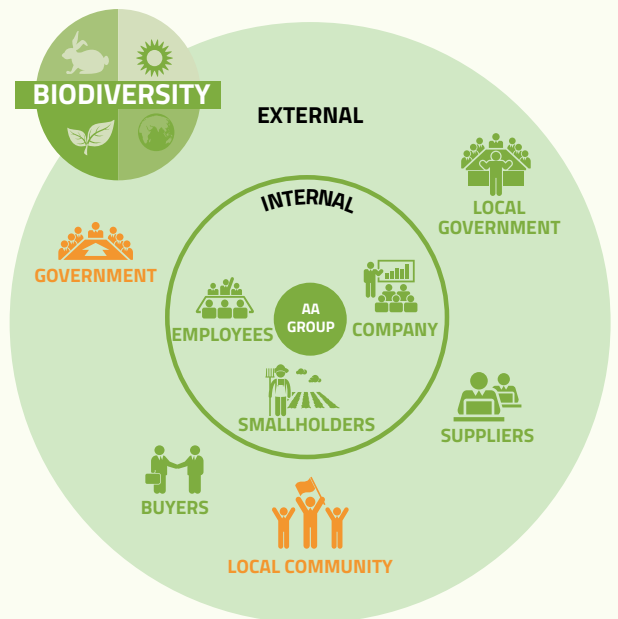 BIODIVERSITY
EXTERNAL
INTERNAL
LOCAL
GOVERNMENT
GOVERNMENT
EMPLOYEES
AA
GROUP
COMPANY
SMALLHOLDERS
SUPPLIERS
BUYERS
LOCAL COMMUNITY